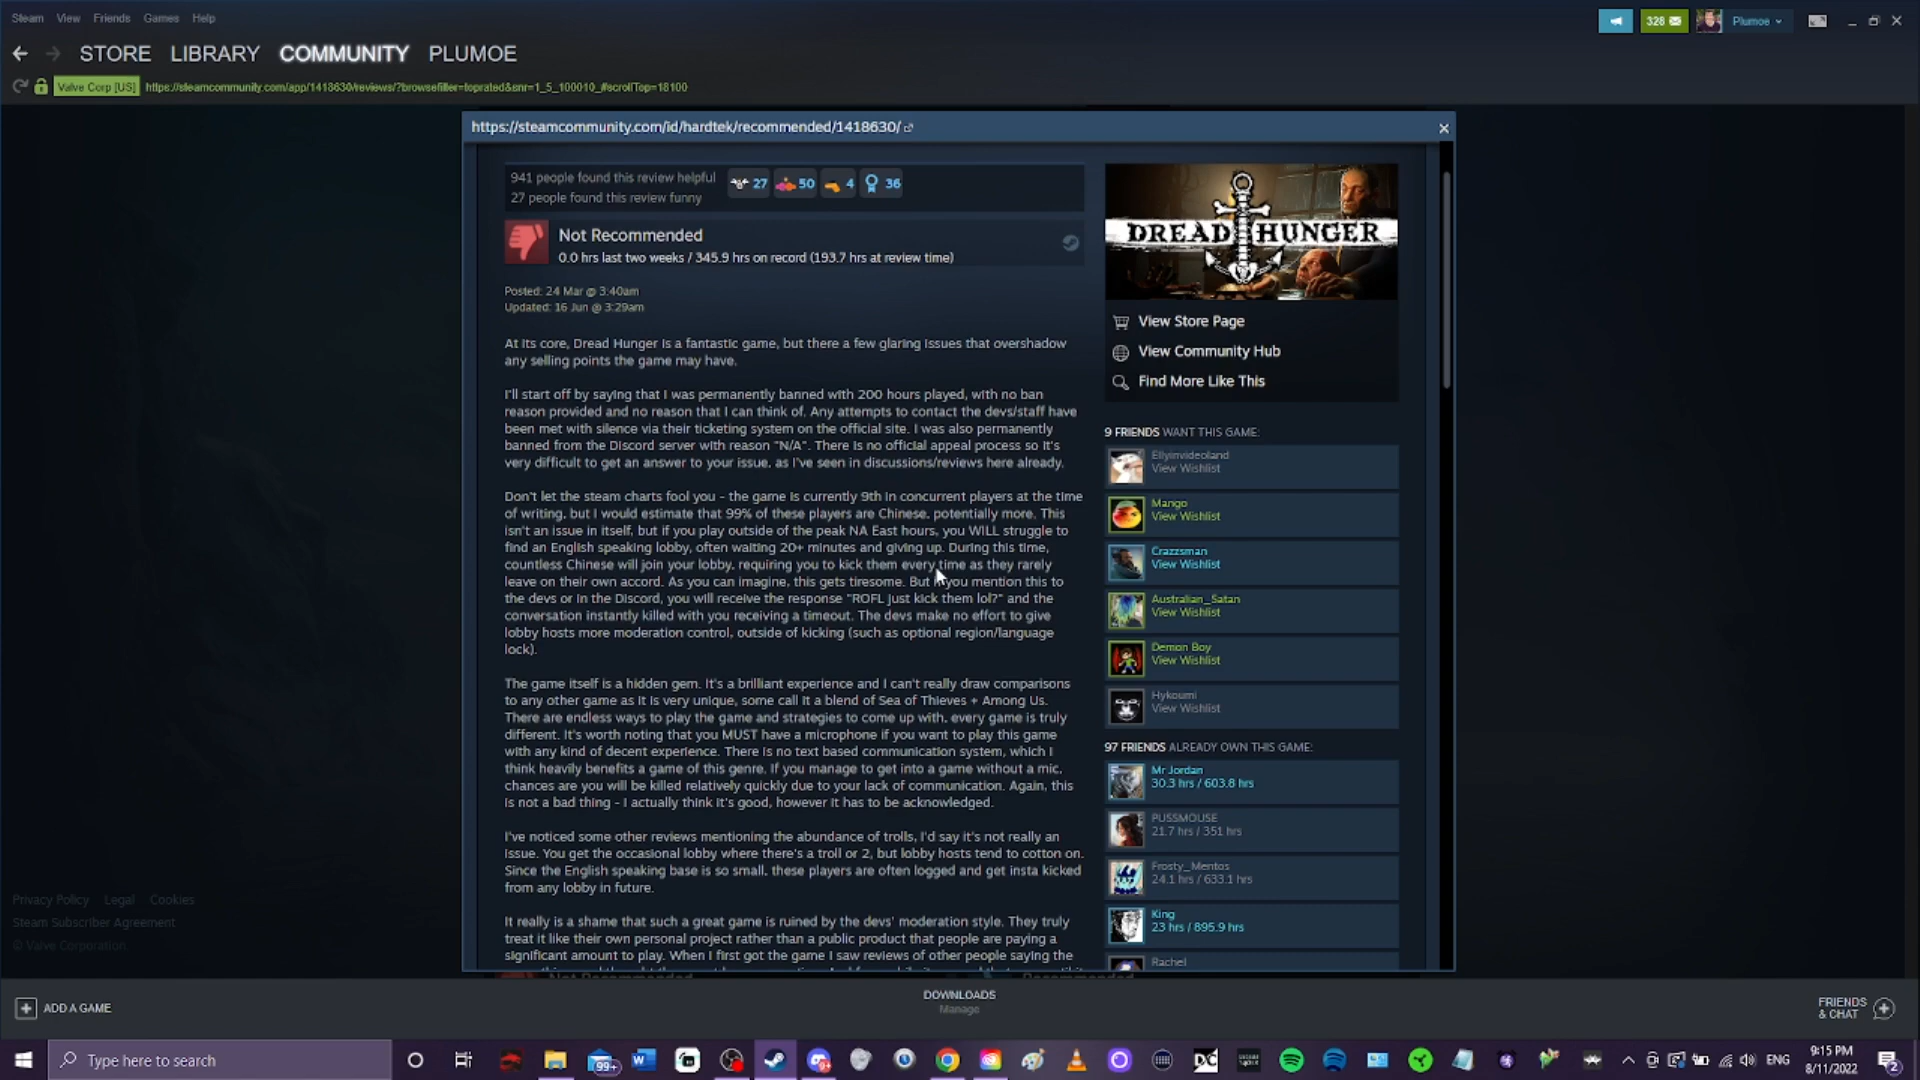 Steam View Friends Games Help
328 Plumoe
STORE LIBRARY COMMUNITY PLUMOE
Valve Corp [US] https://steamcommunity.com/app/1418630/reviews/?browsefilter=toprated&snr=1_5_100010_#scrollTop=18100
https://steamcommunity.com/id/hardtek/recommended/1418630/
941 people found this review helpful
27 people found this review funny
27 50 4 36
Not Recommended
0.0 hrs last two weeks / 345.9 hrs on record (193.7 hrs at review time)
Posted: 24 Mar @ 3:40am
Updated: 16 Jun @ 3:29am
At its core, Dread Hunger is a fantastic game, but there a few glaring issues that overshadow
any selling points the game may have.
I'll start off by saying that I was permanently banned with 200 hours played, with no ban
reason provided and no reason that I can think of. Any attempts to contact the devs/staff have
been met with silence via their ticketing system on the official site. I was also permanently
banned from the Discord server with reason "N/A". There is no official appeal process so it's
very difficult to get an answer to your issue, as I've seen in discussions/reviews here already.
Don't let the steam charts fool you - the game is currently 9th in concurrent players at the time
of writing, but I would estimate that 99% of these players are Chinese, potentially more. This
isn't an issue in itself, but if you play outside of the peak NA East hours, you WILL struggle to
find an English speaking lobby, often waiting 20+ minutes and giving up. During this time,
countless Chinese will join your lobby, requiring you to kick them every time as they rarely
leave on their own accord. As you can imagine, this gets tiresome. But if you mention this to
the devs or in the Discord, you will receive the response "ROFL just kick them lol?" and the
conversation instantly killed with you receiving a timeout. The devs make no effort to give
lobby hosts more moderation control, outside of kicking (such as optional region/language
lock).
The game itself is a hidden gem. It's a brilliant experience and I can't really draw comparisons
to any other game as it is very unique, some call it a blend of Sea of Thieves + Among Us.
There are endless ways to play the game and strategies to come up with, every game is truly
different. It's worth noting that you MUST have a microphone if you want to play this game
with any kind of decent experience. There is no text based communication system, which I
think heavily benefits a game of this genre. If you manage to get into a game without a mic,
chances are you will be killed relatively quickly due to your lack of communication. Again, this
is not a bad thing - I actually think it's good, however it has to be acknowledged.
I've noticed some other reviews mentioning the abundance of trolls, I'd say it's not really an
issue. You get the occasional lobby where there's a troll or 2, but lobby hosts tend to cotton on.
Since the English speaking base is so small, these players are often logged and get insta kicked
from any lobby in future.
It really is a shame that such a great game is ruined by the devs' moderation style. They truly
treat it like their own personal project rather than a public product that people are paying a
significant amount to play. When I first got the game I saw reviews of other people saying the
DREAD HUNGER
View Store Page
View Community Hub
Find More Like This
9 FRIENDS WANT THIS GAME:
Ellyinvideoland
View Wishlist
Mango
View Wishlist
Crazzsman
View Wishlist
Australian_Satan
View Wishlist
Demon Boy
View Wishlist
Hykoumi
View Wishlist
97 FRIENDS ALREADY OWN THIS GAME:
Mr Jordan
30.3 hrs / 603.8 hrs
PUSSMOUSE
21.7 hrs / 351 hrs
Frosty_Mentos
24.1 hrs / 633.1 hrs
King
23 hrs / 895.9 hrs
Rachel
Privacy Policy Legal Cookies
Steam Subscriber Agreement
© Valve Corporation
ADD A GAME
DOWNLOADS
Manage
FRIENDS
& CHAT
Type here to search
99+
DC
ENG
9:15 PM
8/11/2022
2